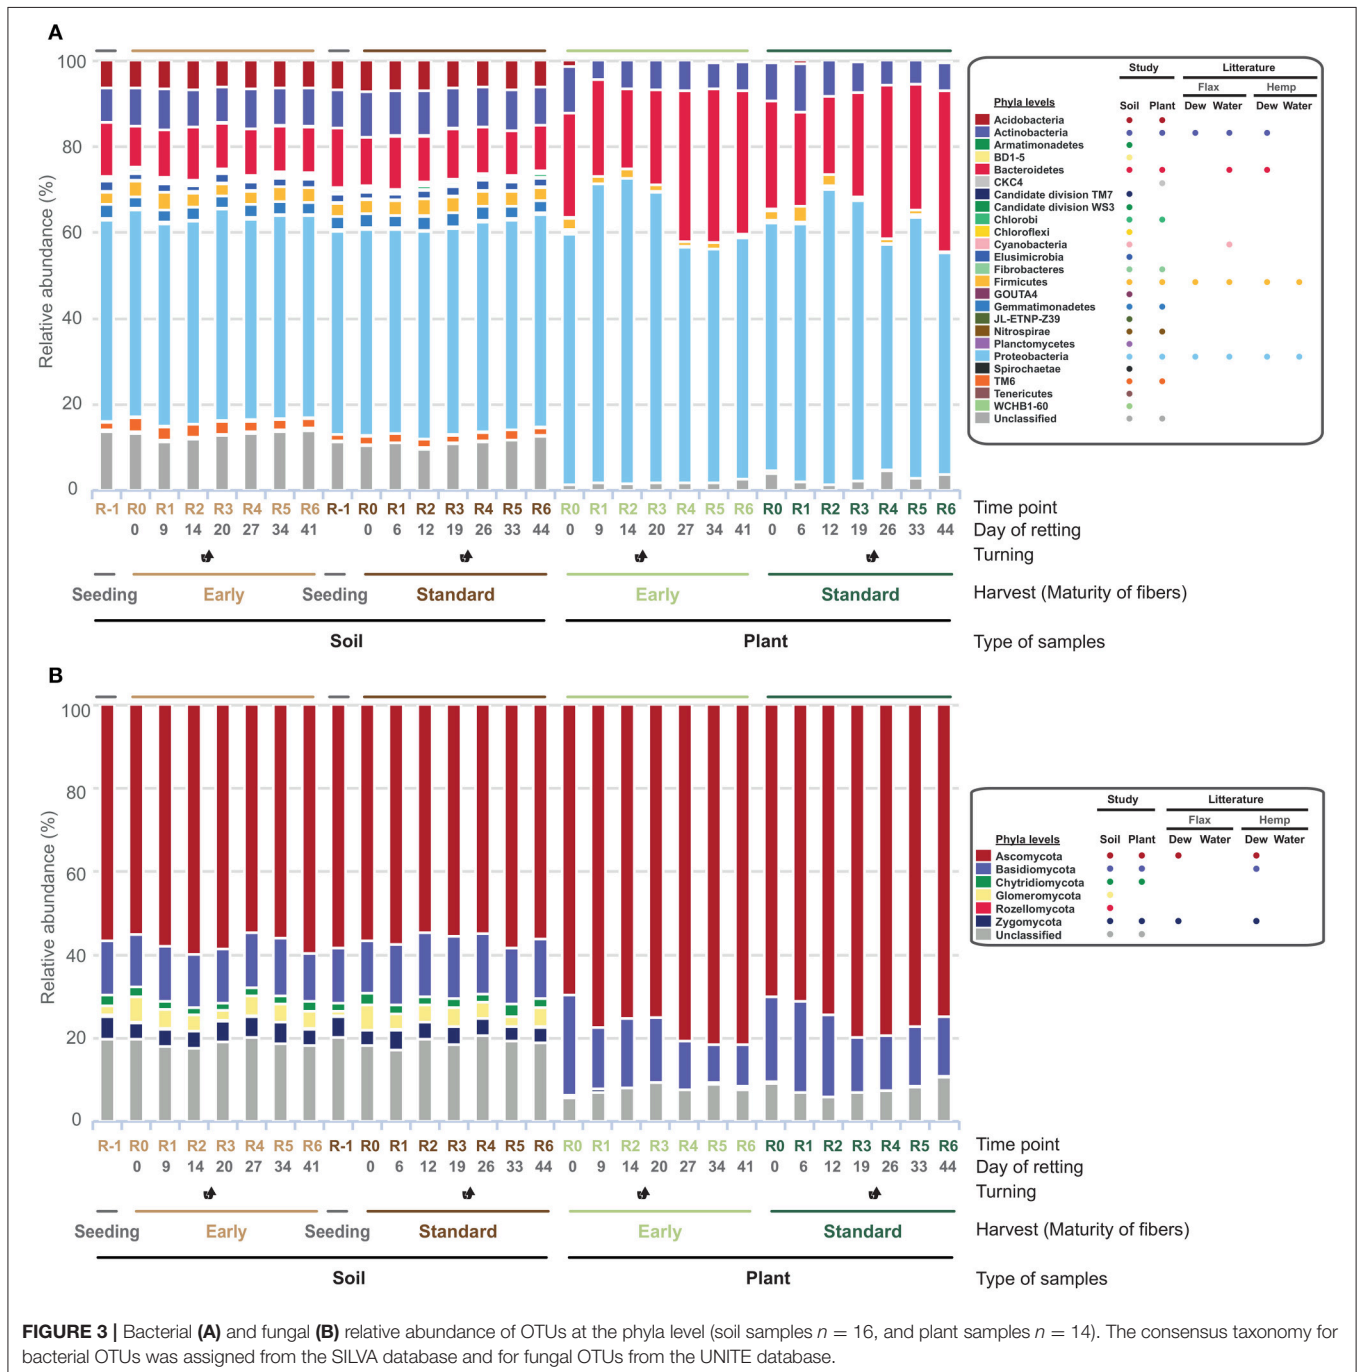 A
100
80
60
40
20
0
Relative abundance (%)
R-1 R0 R1 R2 R3 R4 R5 R6 R-1 R0 R1 R2 R3 R4 R5 R6 R0 R1 R2 R3 R4 R5 R6 R0 R1 R2 R3 R4 R5 R6 Time point
0 9 14 20 27 34 41 0 6 12 19 26 33 44 0 9 14 20 27 34 41 0 6 12 19 26 33 44 Day of retting
Turning
Seeding Early Seeding Standard Early Standard Harvest (Maturity of fibers)
Soil Plant Type of samples
Study Litterature
Flax Hemp
Phyla levels Soil Plant Dew Water Dew Water
Acidobacteria
Actinobacteria
Armatimonadetes
BD1-5
Bacteroidetes
CKC4
Candidate division TM7
Candidate division WS3
Chlorobi
Chloroflexi
Cyanobacteria
Elusimicrobia
Fibrobacteres
Firmicutes
GOUTA4
Gemmatimonadetes
JL-ETNP-Z39
Nitrospirae
Planctomycetes
Proteobacteria
Spirochaetae
TM6
Tenericutes
WCHB1-60
Unclassified
B
100
80
60
40
20
0
Relative abundance (%)
R-1 R0 R1 R2 R3 R4 R5 R6 R-1 R0 R1 R2 R3 R4 R5 R6 R0 R1 R2 R3 R4 R5 R6 R0 R1 R2 R3 R4 R5 R6 Time point
0 9 14 20 27 34 41 0 6 12 19 26 33 44 0 9 14 20 27 34 41 0 6 12 19 26 33 44 Day of retting
Turning
Seeding Early Seeding Standard Early Standard Harvest (Maturity of fibers)
Soil Plant Type of samples
Study Litterature
Flax Hemp
Phyla levels Soil Plant Dew Water Dew Water
Ascomycota
Basidiomycota
Chytridiomycota
Glomeromycota
Rozellomycota
Zygomycota
Unclassified
FIGURE 3 | Bacterial (A) and fungal (B) relative abundance of OTUs at the phyla level (soil samples n = 16, and plant samples n = 14). The consensus taxonomy for
bacterial OTUs was assigned from the SILVA database and for fungal OTUs from the UNITE database.